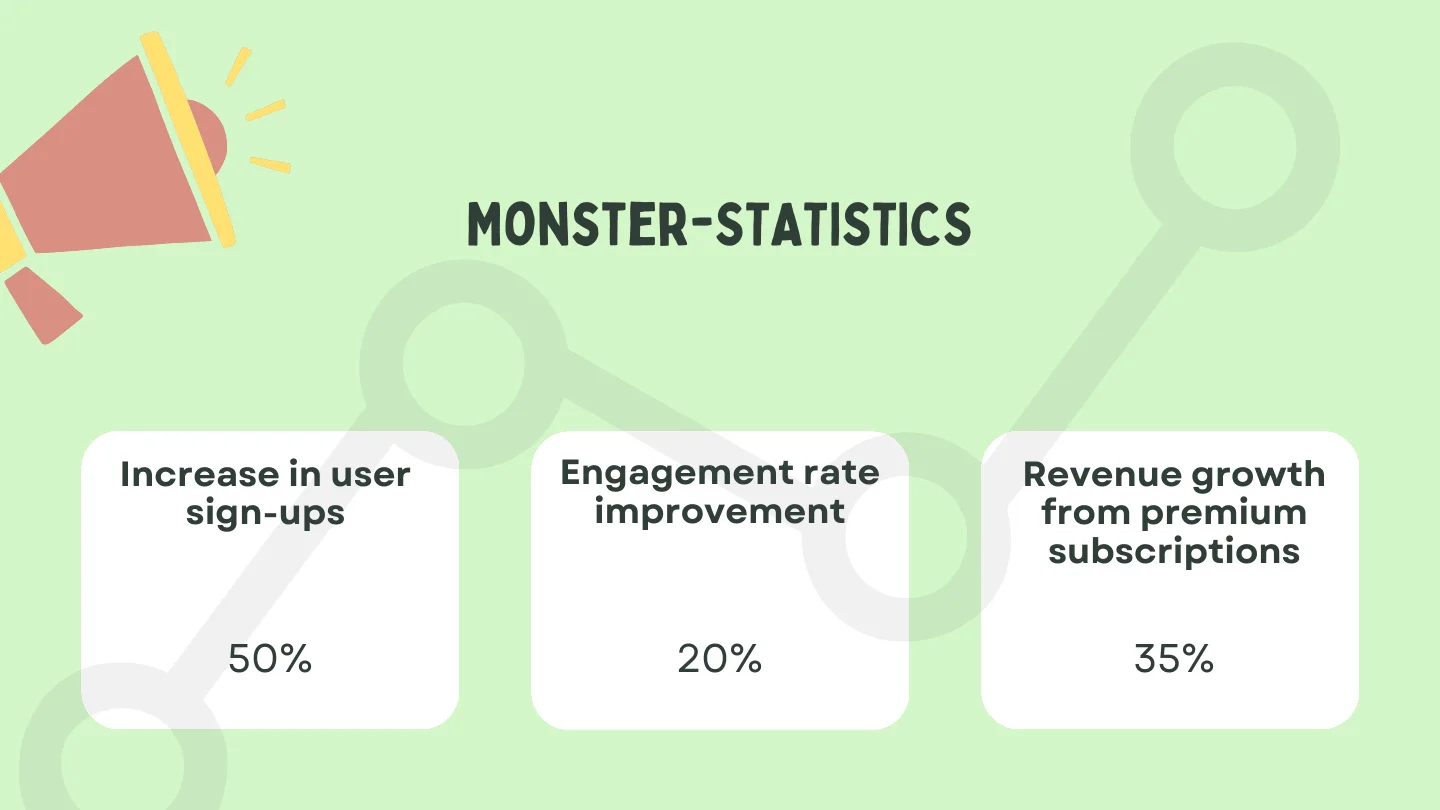 MONSTER-STATISTICS
Increase in user
sign-ups
50%
Engagement rate
improvement
20%
Revenue growth
from premium
subscriptions
35%